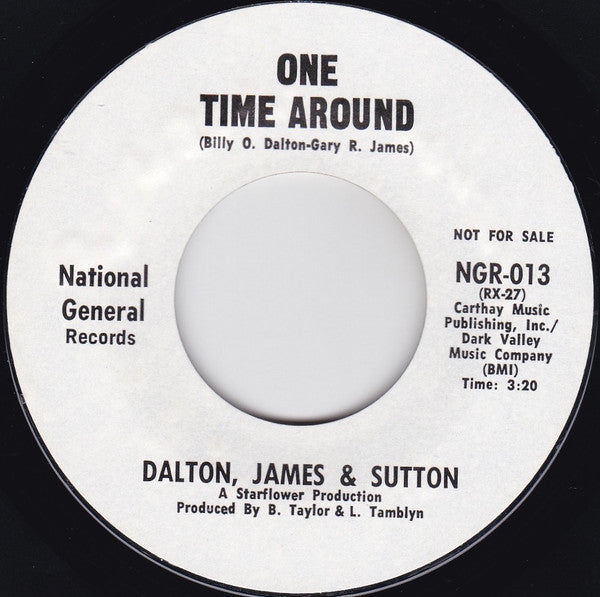 ONE
TIME AROUND
(Billy O. Dalton-Gary R. James)
NOT FOR SALE
National
General
Records
NGR-013
(RX-27)
Carthay Music
Publishing, Inc./
Dark Valley
Music Company
(BMI)
Time: 3:20
DALTON, JAMES & SUTTON
A Starflower Production
Produced By B. Taylor & L. Tamblyn